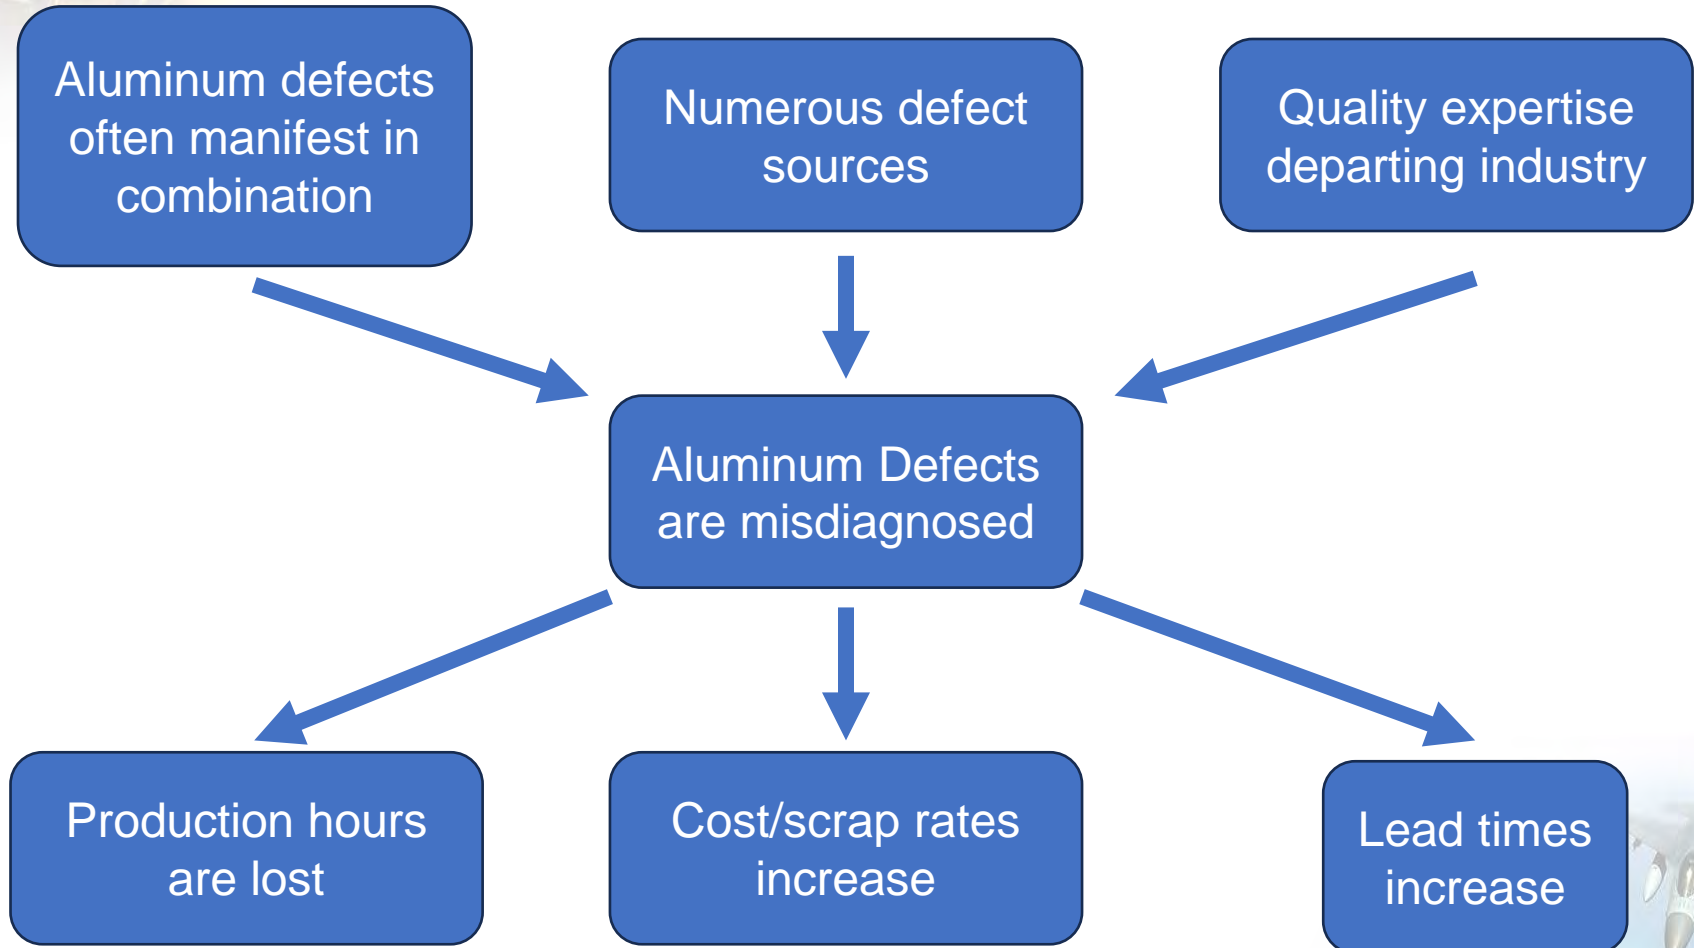 Aluminum defects
often manifest in
combination
Numerous defect
sources
Quality expertise
departing industry
Aluminum Defects
are misdiagnosed
Production hours
are lost
Cost/scrap rates
increase
Lead times
increase